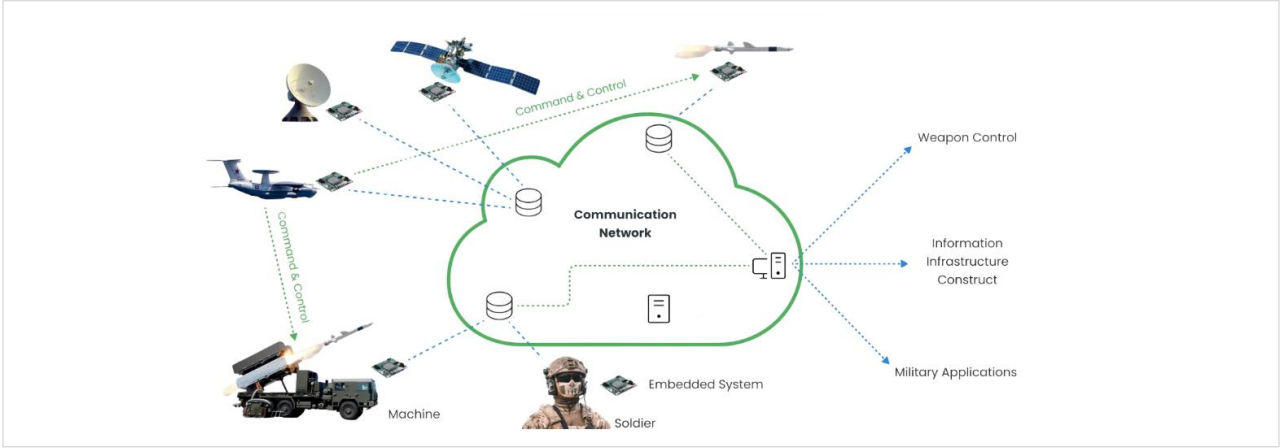 Command & Control
Weapon Control
Communication
Network
Command & Control
Information
Infrastructure
Construct
Military Applications
Embedded System
Machine
Soldier